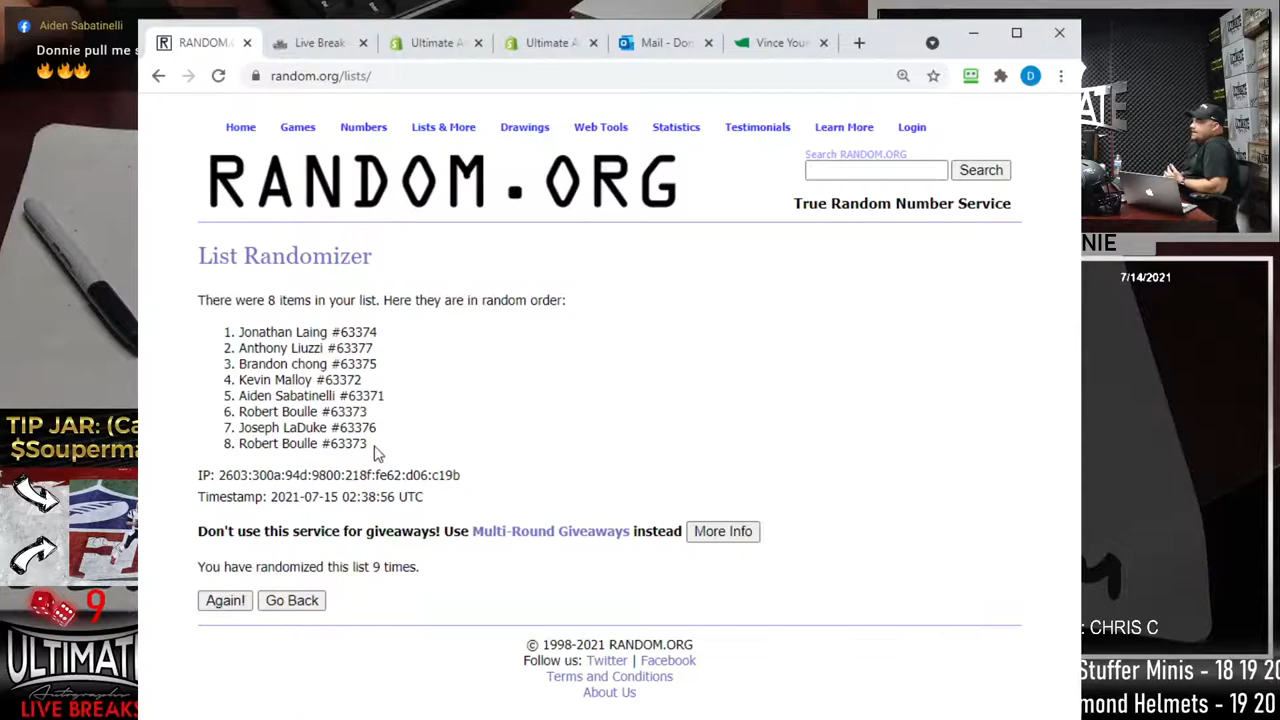 Aiden Sabatinelli
Donnie pull me s
RANDOM.
Live Break –
Ultimate A
Ultimate A
Mail - Don
Vince Your
random.org/lists/
D
Home Games Numbers Lists & More Drawings Web Tools Statistics Testimonials Learn More Login
RANDOM.ORG
Search RANDOM.ORG
Search
True Random Number Service
List Randomizer
There were 8 items in your list. Here they are in random order:
1. Jonathan Laing #63374
2. Anthony Liuzzi #63377
3. Brandon chong #63375
4. Kevin Malloy #63372
5. Aiden Sabatinelli #63371
6. Robert Boulle #63373
7. Joseph LaDuke #63376
8. Robert Boulle #63373
IP: 2603:300a:94d:9800:218f:fe62:d06:c19b
Timestamp: 2021-07-15 02:38:56 UTC
Don't use this service for giveaways! Use Multi-Round Giveaways instead More Info
You have randomized this list 9 times.
Again! Go Back
© 1998-2021 RANDOM.ORG
Follow us: Twitter | Facebook
Terms and Conditions
About Us
TIP JAR: (Ca
$Souperma
9
ULTIMAT
Autographs
LIVE BREAKS
ATE
NIE
7/14/2021
: CHRIS C
Stuffer Minis - 18 19 20
mond Helmets - 19 20